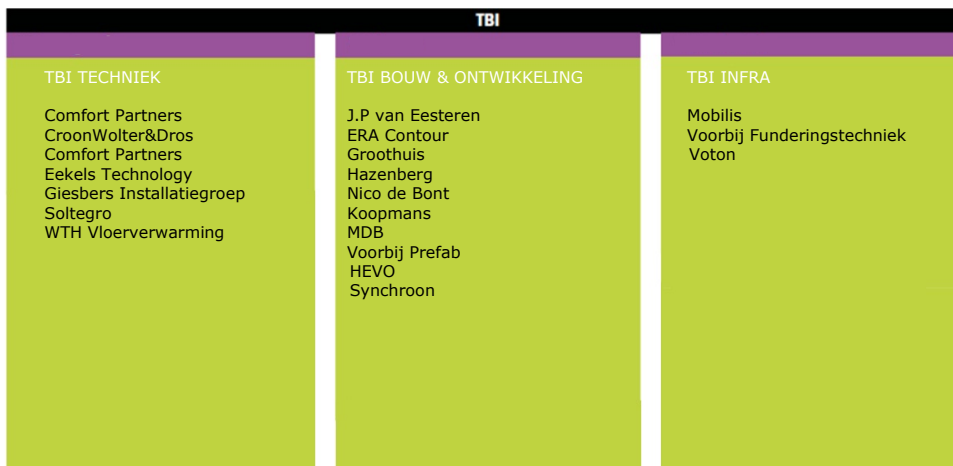 TBI
TBI TECHNIEK
Comfort Partners
CroonWolter&Dros
Comfort Partners
Eekels Technology
Giesbers Installatiegroep
Soltegro
WTH Vloerverwarming
TBI BOUW & ONTWIKKELING
J.P van Eesteren
ERA Contour
Groothuis
Hazenberg
Nico de Bont
Koopmans
MDB
Voorbij Prefab
HEVO
Synchroon
TBI INFRA
Mobilis
Voorbij Funderingstechniek
Voton